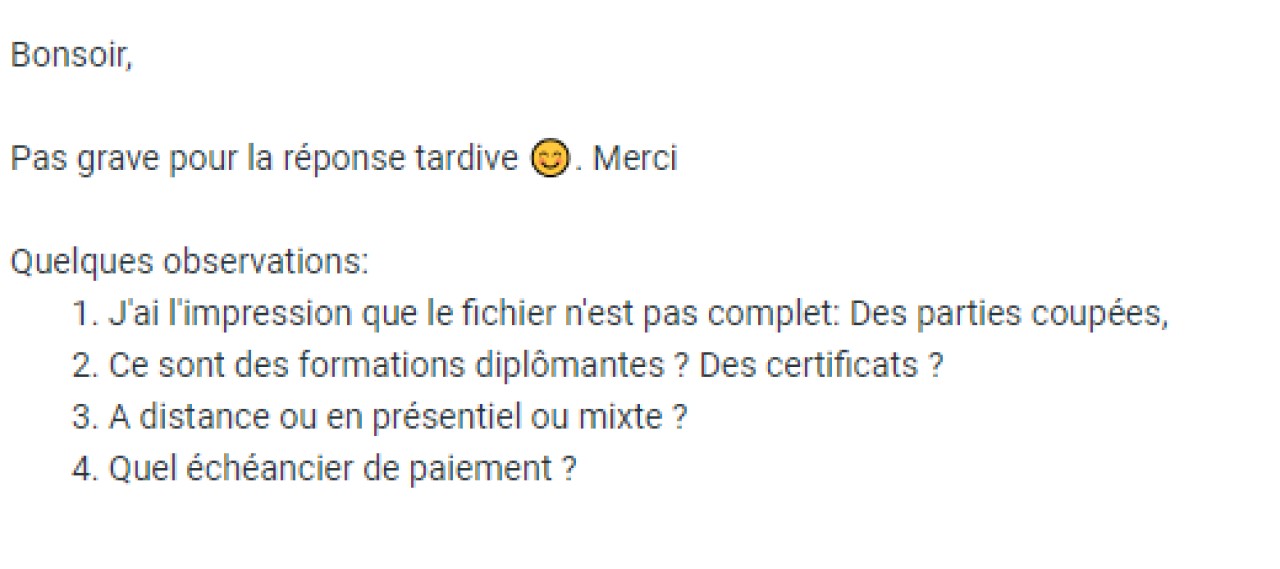 Bonsoir,
Pas grave pour la réponse tardive 😊. Merci
Quelques observations:
1. J'ai l'impression que le fichier n'est pas complet: Des parties coupées,
2. Ce sont des formations diplômantes ? Des certificats ?
3. A distance ou en présentiel ou mixte ?
4. Quel échéancier de paiement ?